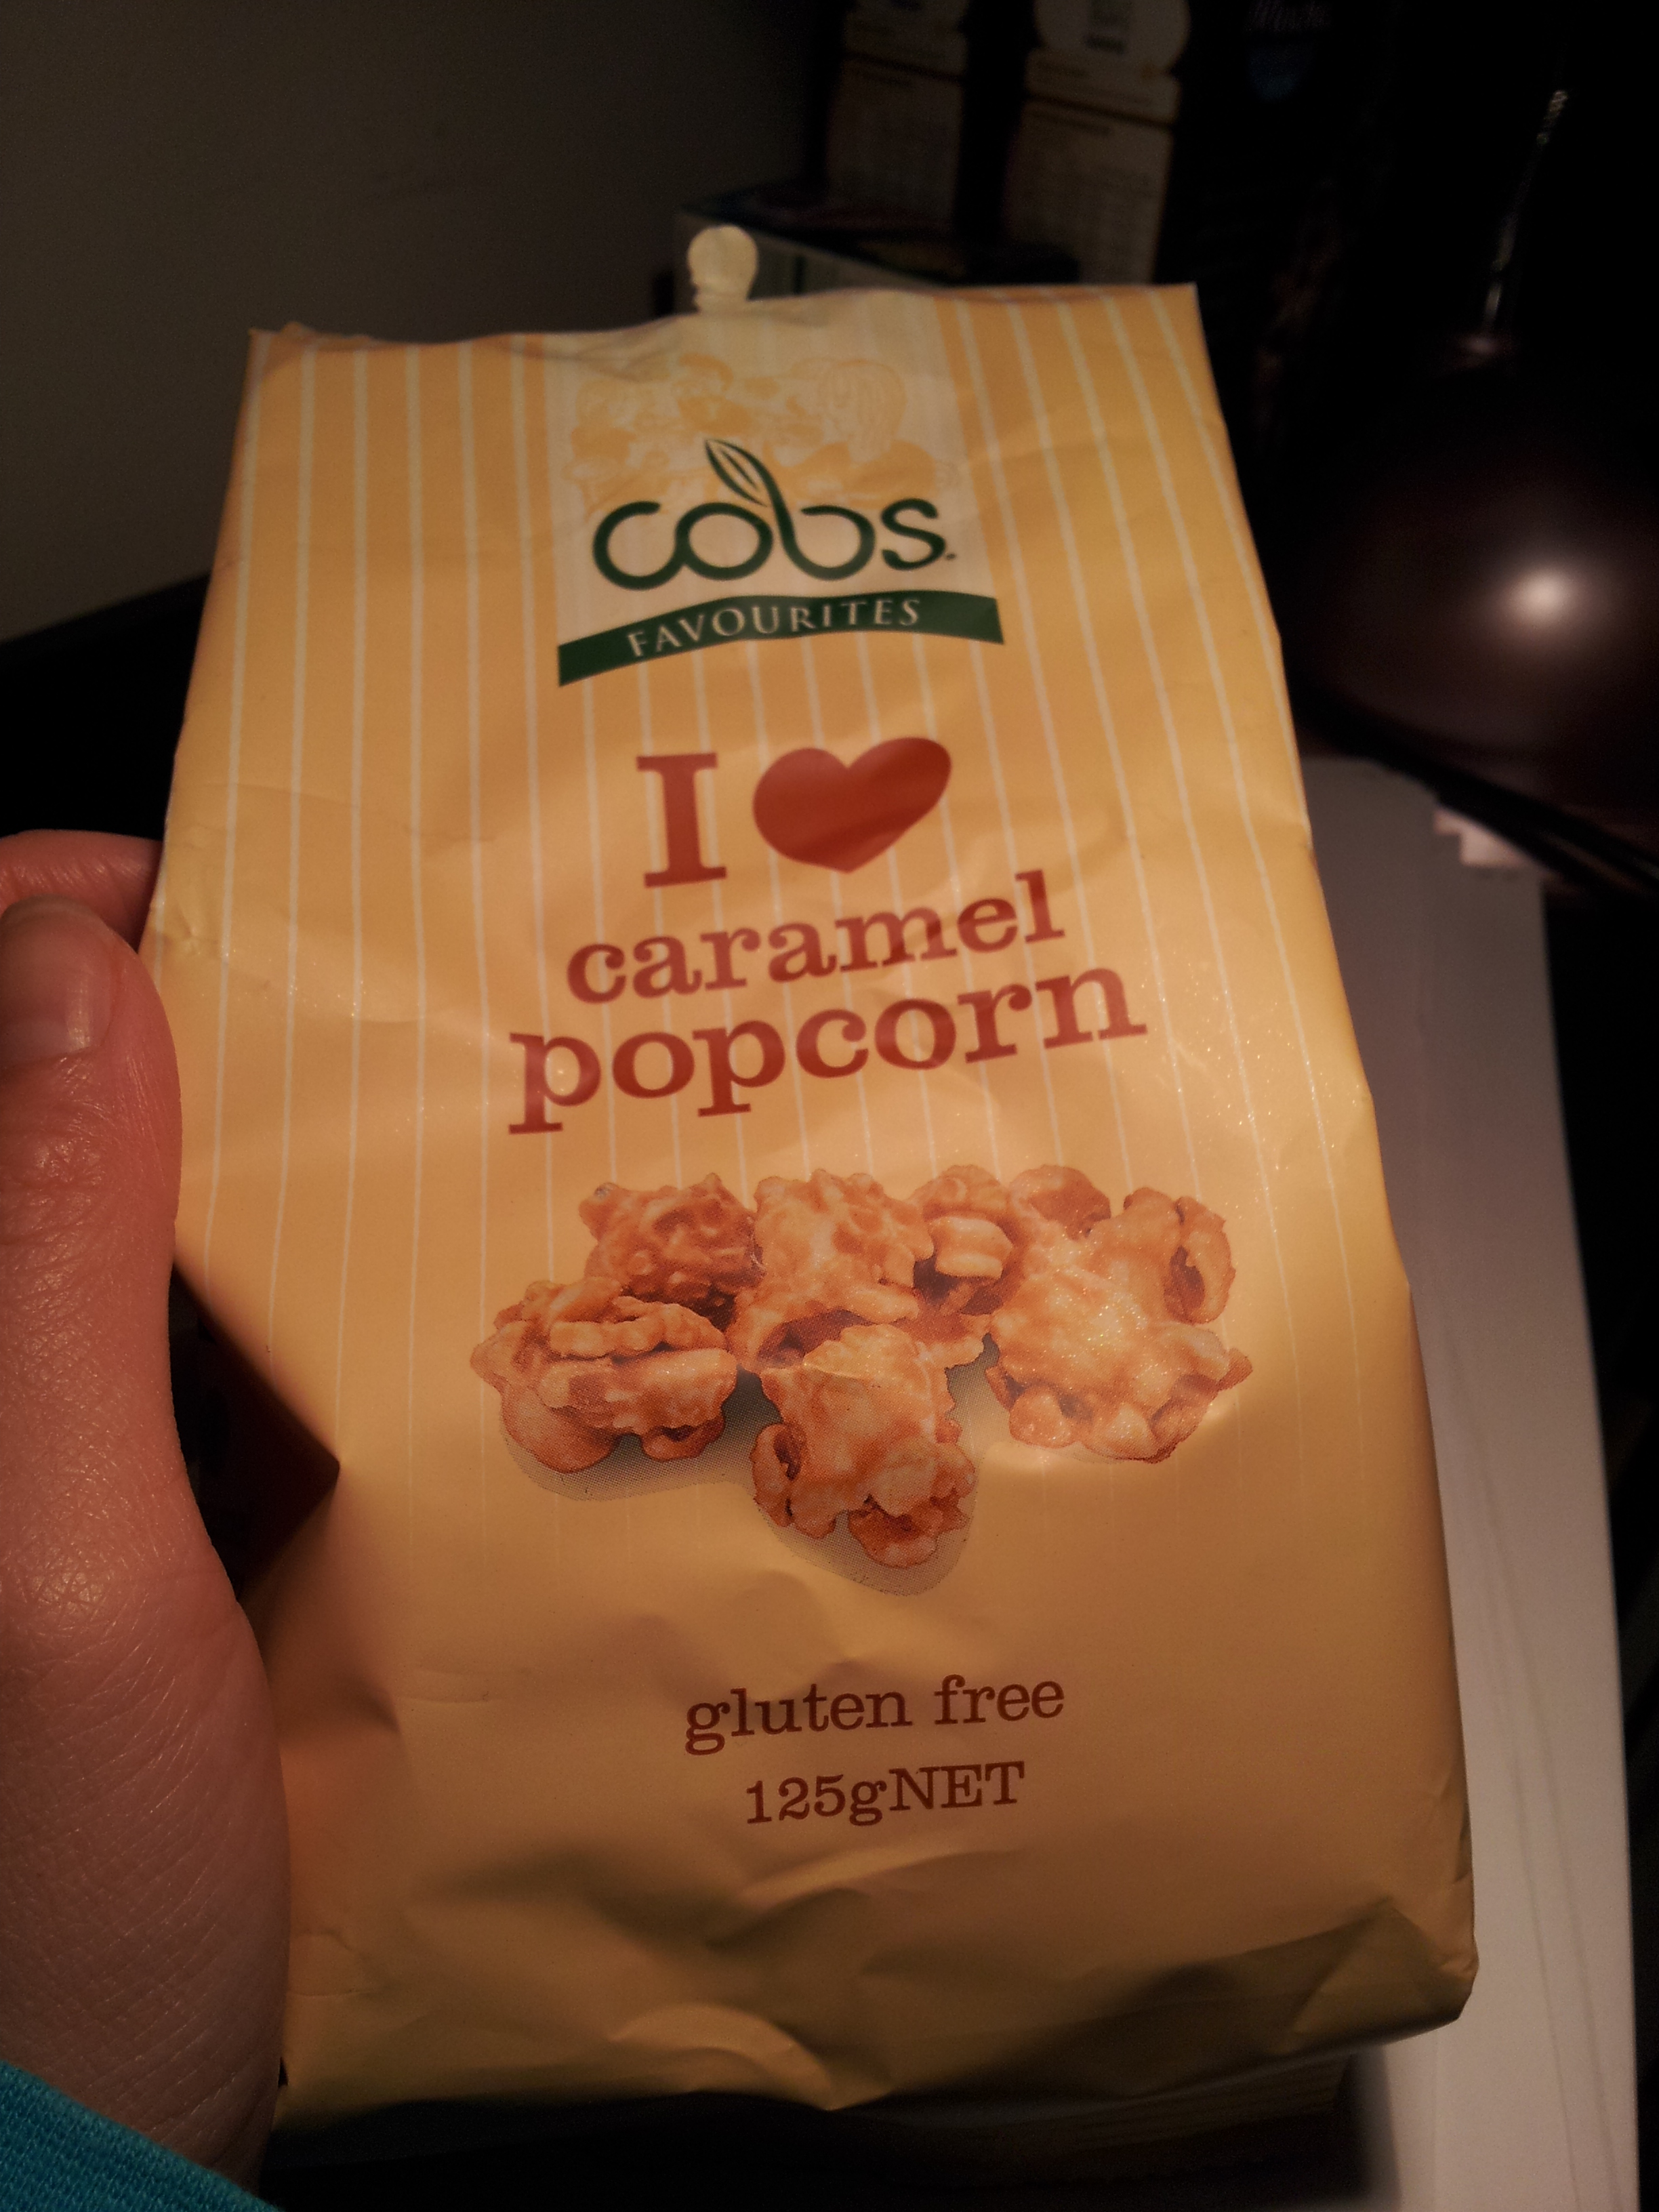 cobs
FAVOURITES
I ♥
caramel
popcorn
gluten free
125gNET